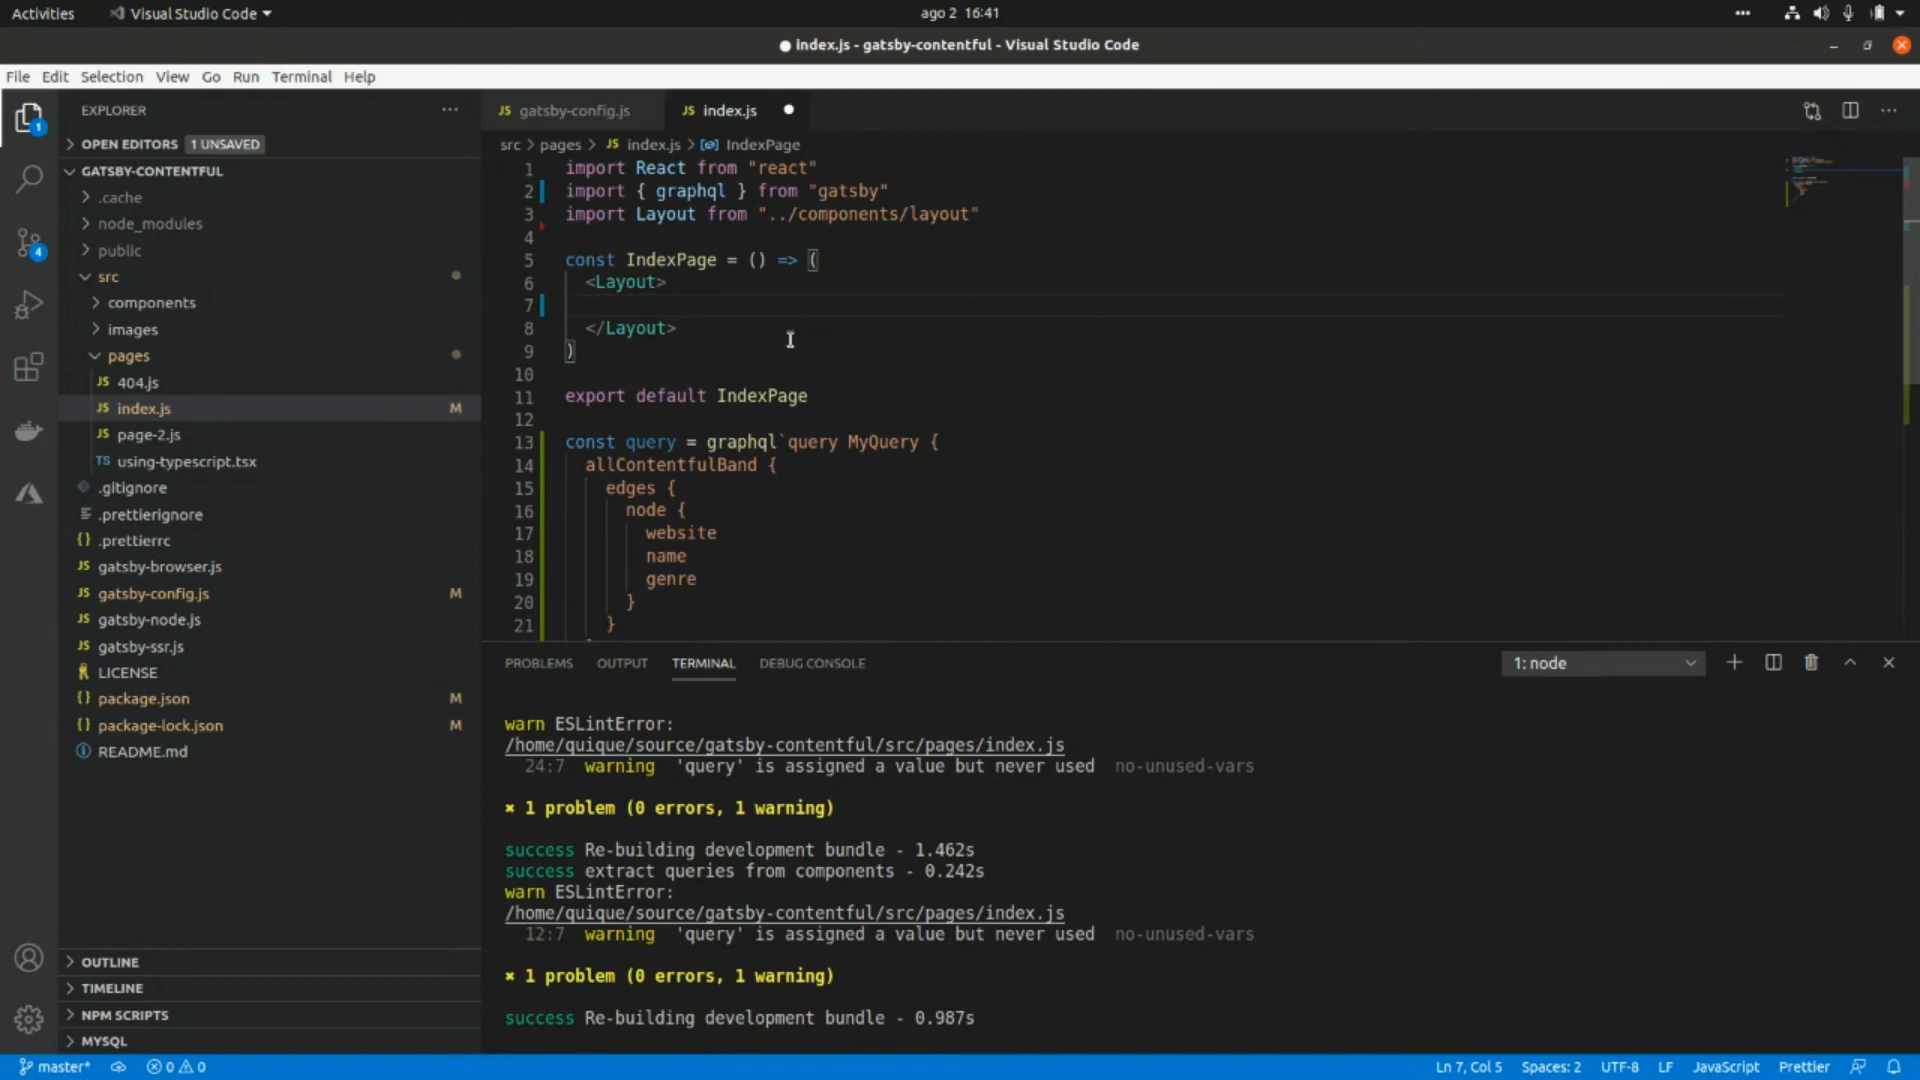 Activities
Visual Studio Code
ago 2 16:41
index.js - gatsby-contentful - Visual Studio Code
File Edit Selection View Go Run Terminal Help
EXPLORER
OPEN EDITORS 1 UNSAVED
GATSBY-CONTENTFUL
.cache
node_modules
public
src
components
images
pages
JS 404.js
JS index.js M
JS page-2.js
TS using-typescript.tsx
.gitignore
.prettierignore
{} .prettierrc
JS gatsby-browser.js
JS gatsby-config.js M
JS gatsby-node.js
JS gatsby-ssr.js
LICENSE
{} package.json M
{} package-lock.json M
README.md
OUTLINE
TIMELINE
NPM SCRIPTS
MYSQL
1
4
JS gatsby-config.js
JS index.js
src > pages > JS index.js > IndexPage
1 import React from "react"
2 import { graphql } from "gatsby"
3 import Layout from "../components/layout"
4
5 const IndexPage = () => (
6 <Layout>
7
8 </Layout>
9 )
10
11 export default IndexPage
12
13 const query = graphql`query MyQuery {
14 allContentfulBand {
15 edges {
16 node {
17 website
18 name
19 genre
20 }
21 }
PROBLEMS OUTPUT TERMINAL DEBUG CONSOLE
1: node
warn ESLintError:
/home/quique/source/gatsby-contentful/src/pages/index.js
24:7 warning 'query' is assigned a value but never used no-unused-vars
✖ 1 problem (0 errors, 1 warning)
success Re-building development bundle - 1.462s
success extract queries from components - 0.242s
warn ESLintError:
/home/quique/source/gatsby-contentful/src/pages/index.js
12:7 warning 'query' is assigned a value but never used no-unused-vars
✖ 1 problem (0 errors, 1 warning)
success Re-building development bundle - 0.987s
master* 0 0
Ln 7, Col 5 Spaces: 2 UTF-8 LF JavaScript Prettier